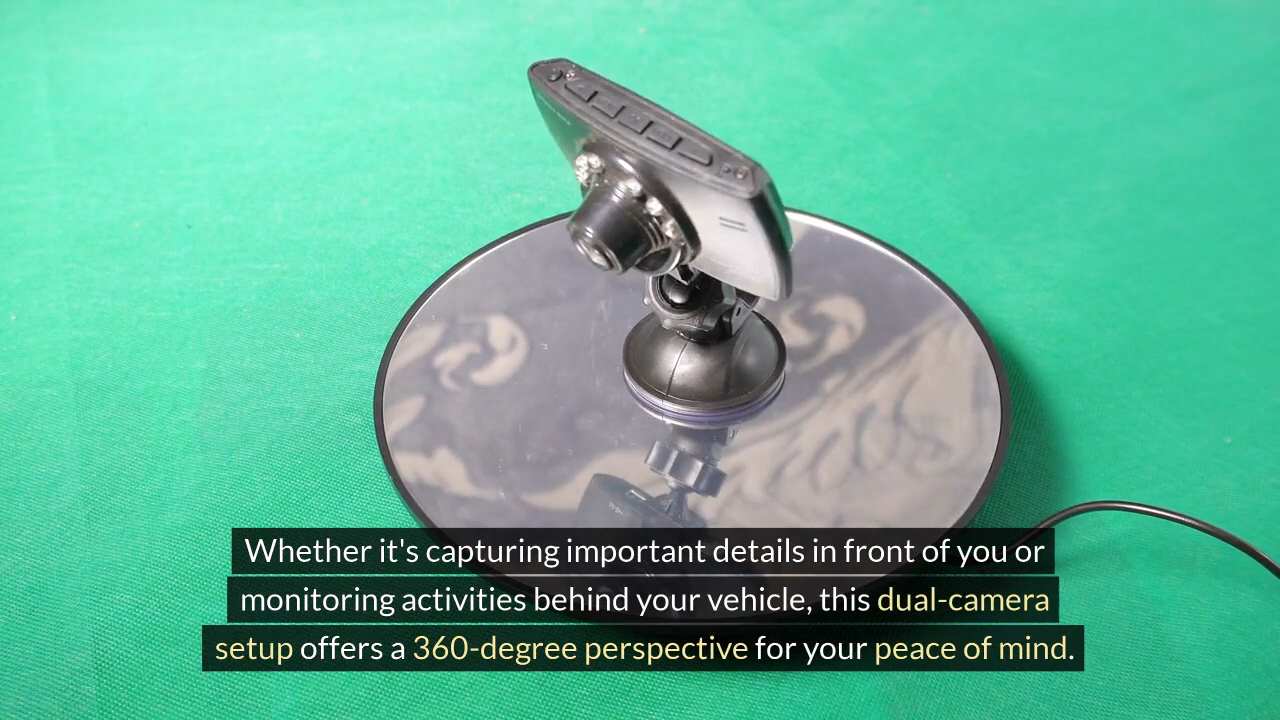 Whether it's capturing important details in front of you or
monitoring activities behind your vehicle, this dual-camera
setup offers a 360-degree perspective for your peace of mind.